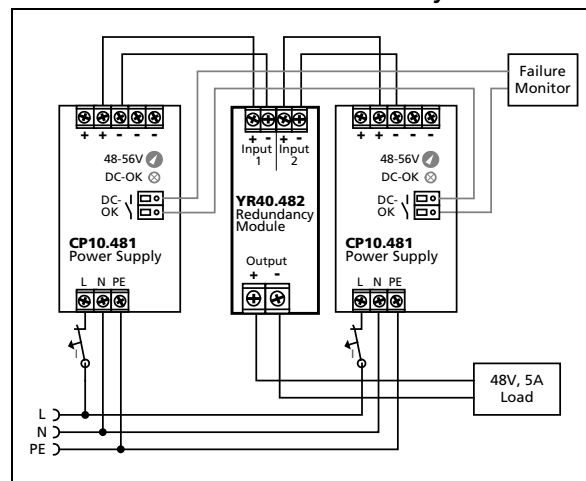 Failure
Monitor
+ + - - -
48-56V
DC-OK
DC-
OK
CP10.481
Power Supply
L N PE
+ - + -
Input Input
1 2
YR40.482
Redundancy
Module
Output
+ -
+ + - - -
48-56V
DC-OK
DC-
OK
CP10.481
Power Supply
L N PE
I
I
48V, 5A
Load
L
N
PE